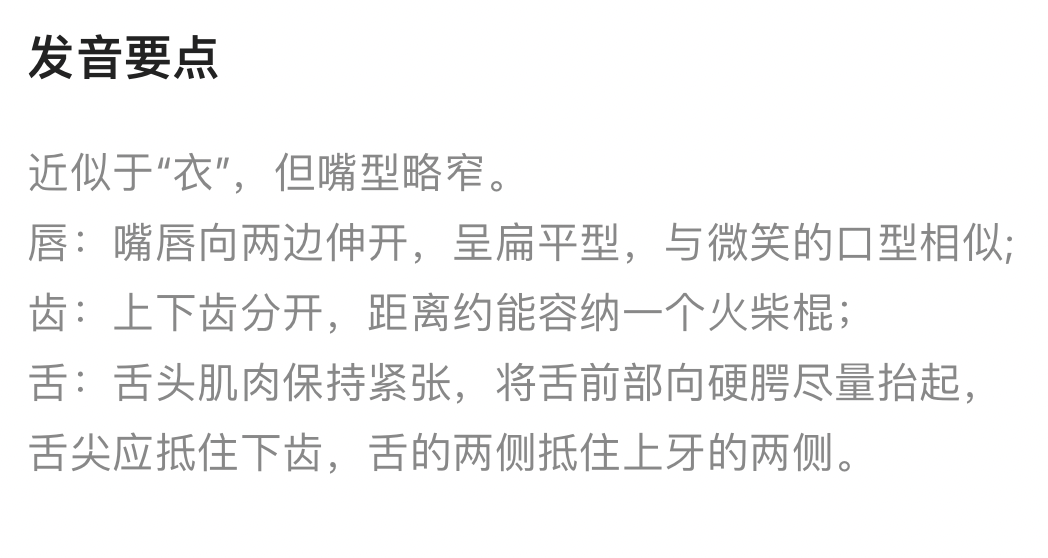 发音要点
近似于“衣”，但嘴型略窄。
唇：嘴唇向两边伸开，呈扁平型，与微笑的口型相似;
齿：上下齿分开，距离约能容纳一个火柴棍；
舌：舌头肌肉保持紧张，将舌前部向硬腭尽量抬起，
舌尖应抵住下齿，舌的两侧抵住上牙的两侧。